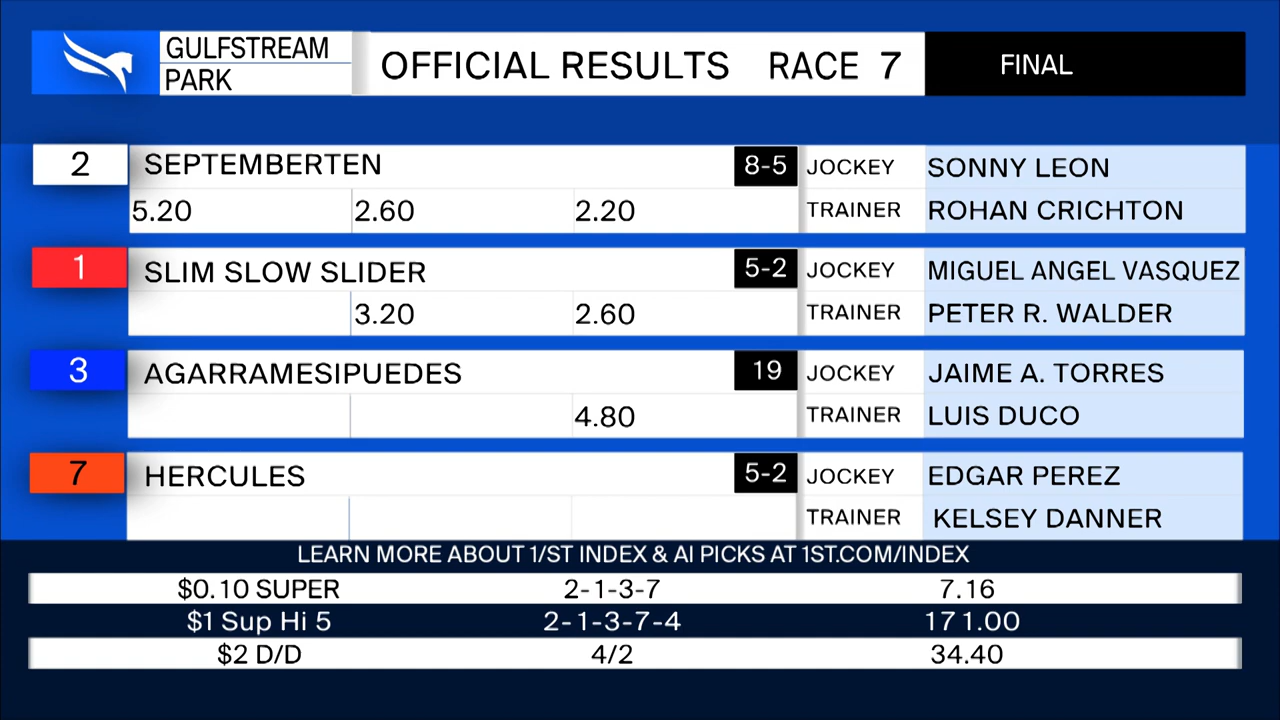 GULFSTREAM PARK
OFFICIAL RESULTS RACE 7 FINAL
2 SEPTEMBERTEN 8-5 JOCKEY SONNY LEON
5.20 2.60 2.20 TRAINER ROHAN CRICHTON
1 SLIM SLOW SLIDER 5-2 JOCKEY MIGUEL ANGEL VASQUEZ
3.20 2.60 TRAINER PETER R. WALDER
3 AGARRAMESIPUEDES 19 JOCKEY JAIME A. TORRES
4.80 TRAINER LUIS DUCO
7 HERCULES 5-2 JOCKEY EDGAR PEREZ
TRAINER KELSEY DANNER
LEARN MORE ABOUT 1/ST INDEX & AI PICKS AT 1ST.COM/INDEX
$0.10 SUPER 2-1-3-7 7.16
$1 Sup Hi 5 2-1-3-7-4 171.00
$2 D/D 4/2 34.40